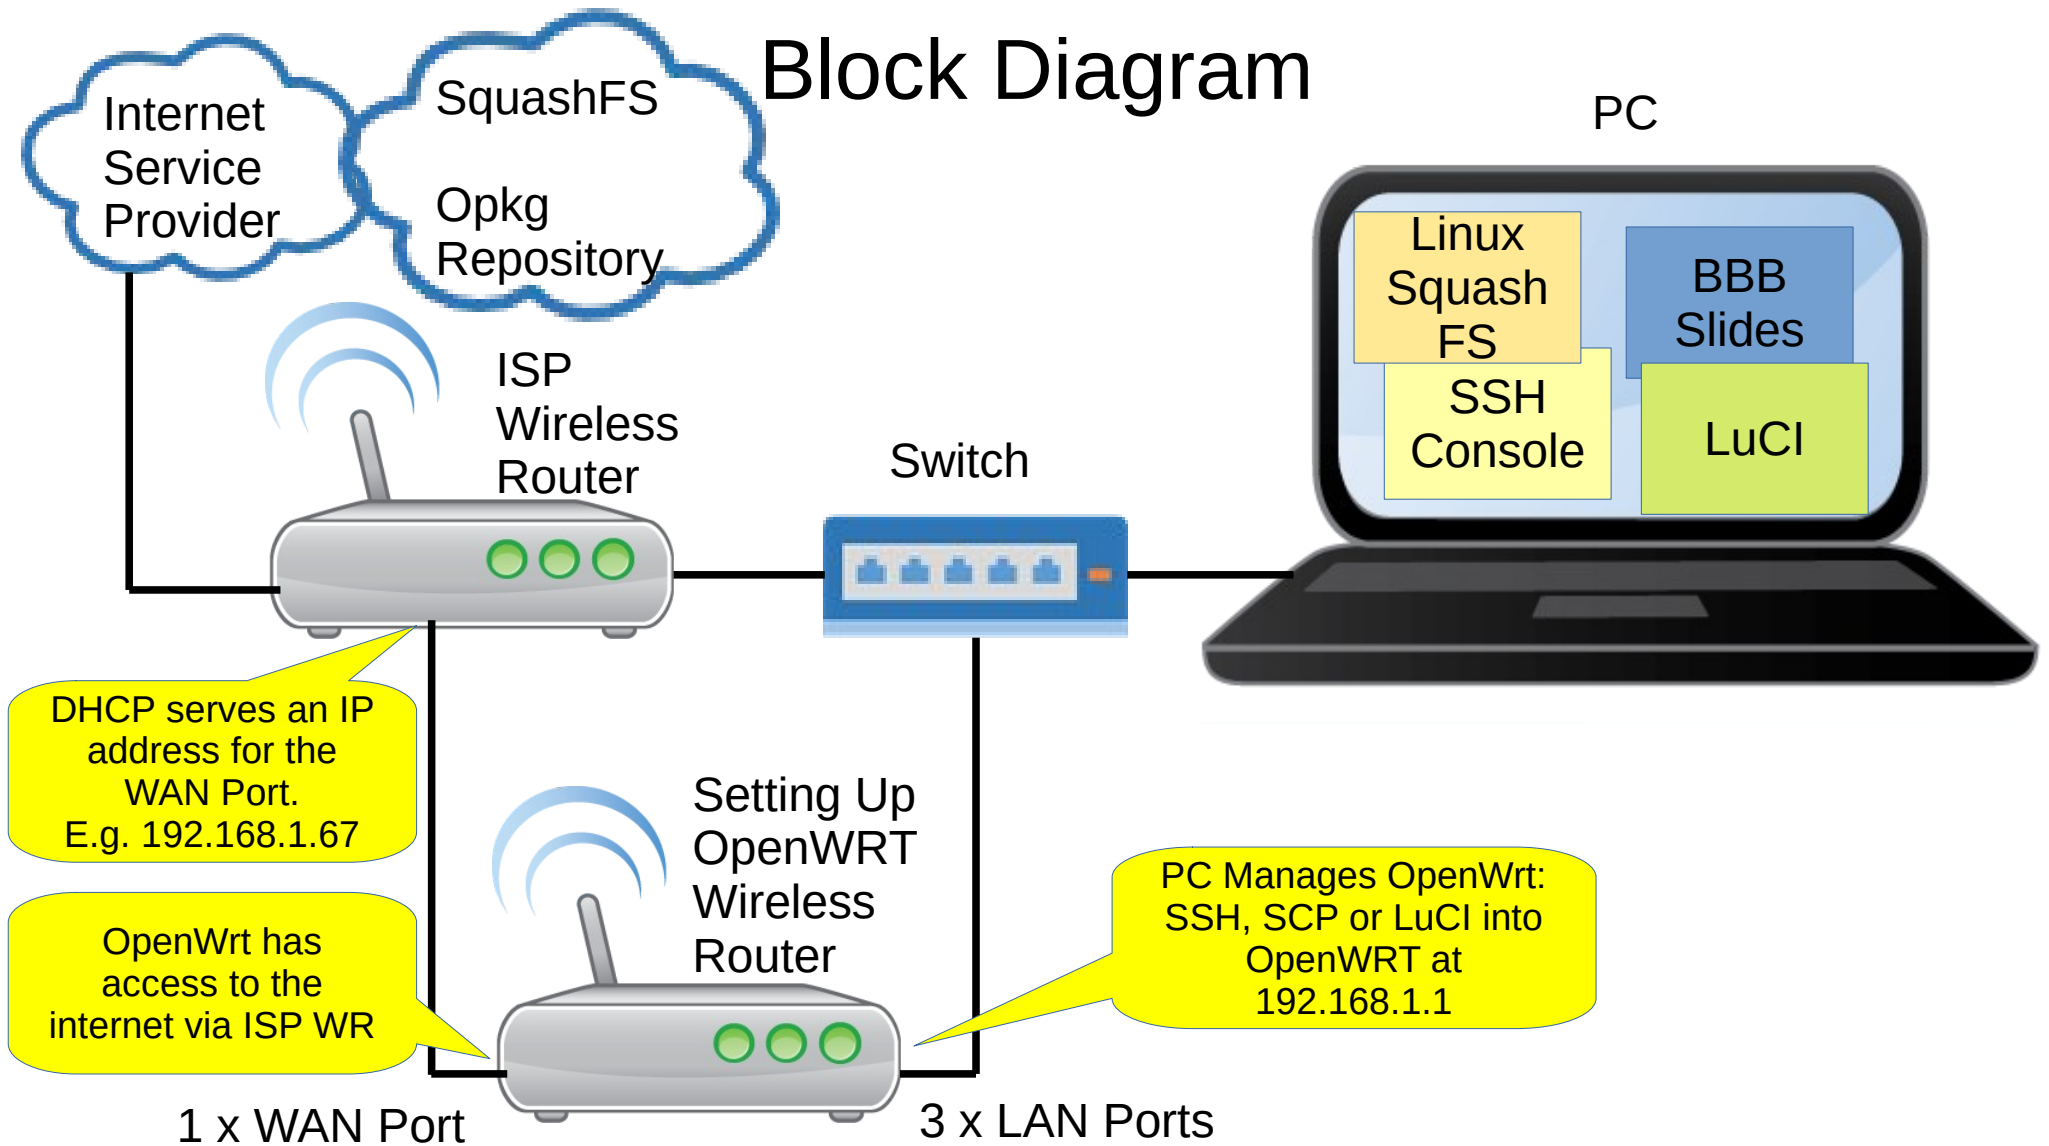 Block Diagram
Internet
Service
Provider
SquashFS
Opkg
Repository
PC
Linux
Squash
FS
BBB
Slides
SSH
Console
LuCI
ISP
Wireless
Router
Switch
DHCP serves an IP
address for the
WAN Port.
E.g. 192.168.1.67
OpenWrt has
access to the
internet via ISP WR
Setting Up
OpenWRT
Wireless
Router
PC Manages OpenWrt:
SSH, SCP or LuCI into
OpenWRT at
192.168.1.1
1 x WAN Port
3 x LAN Ports